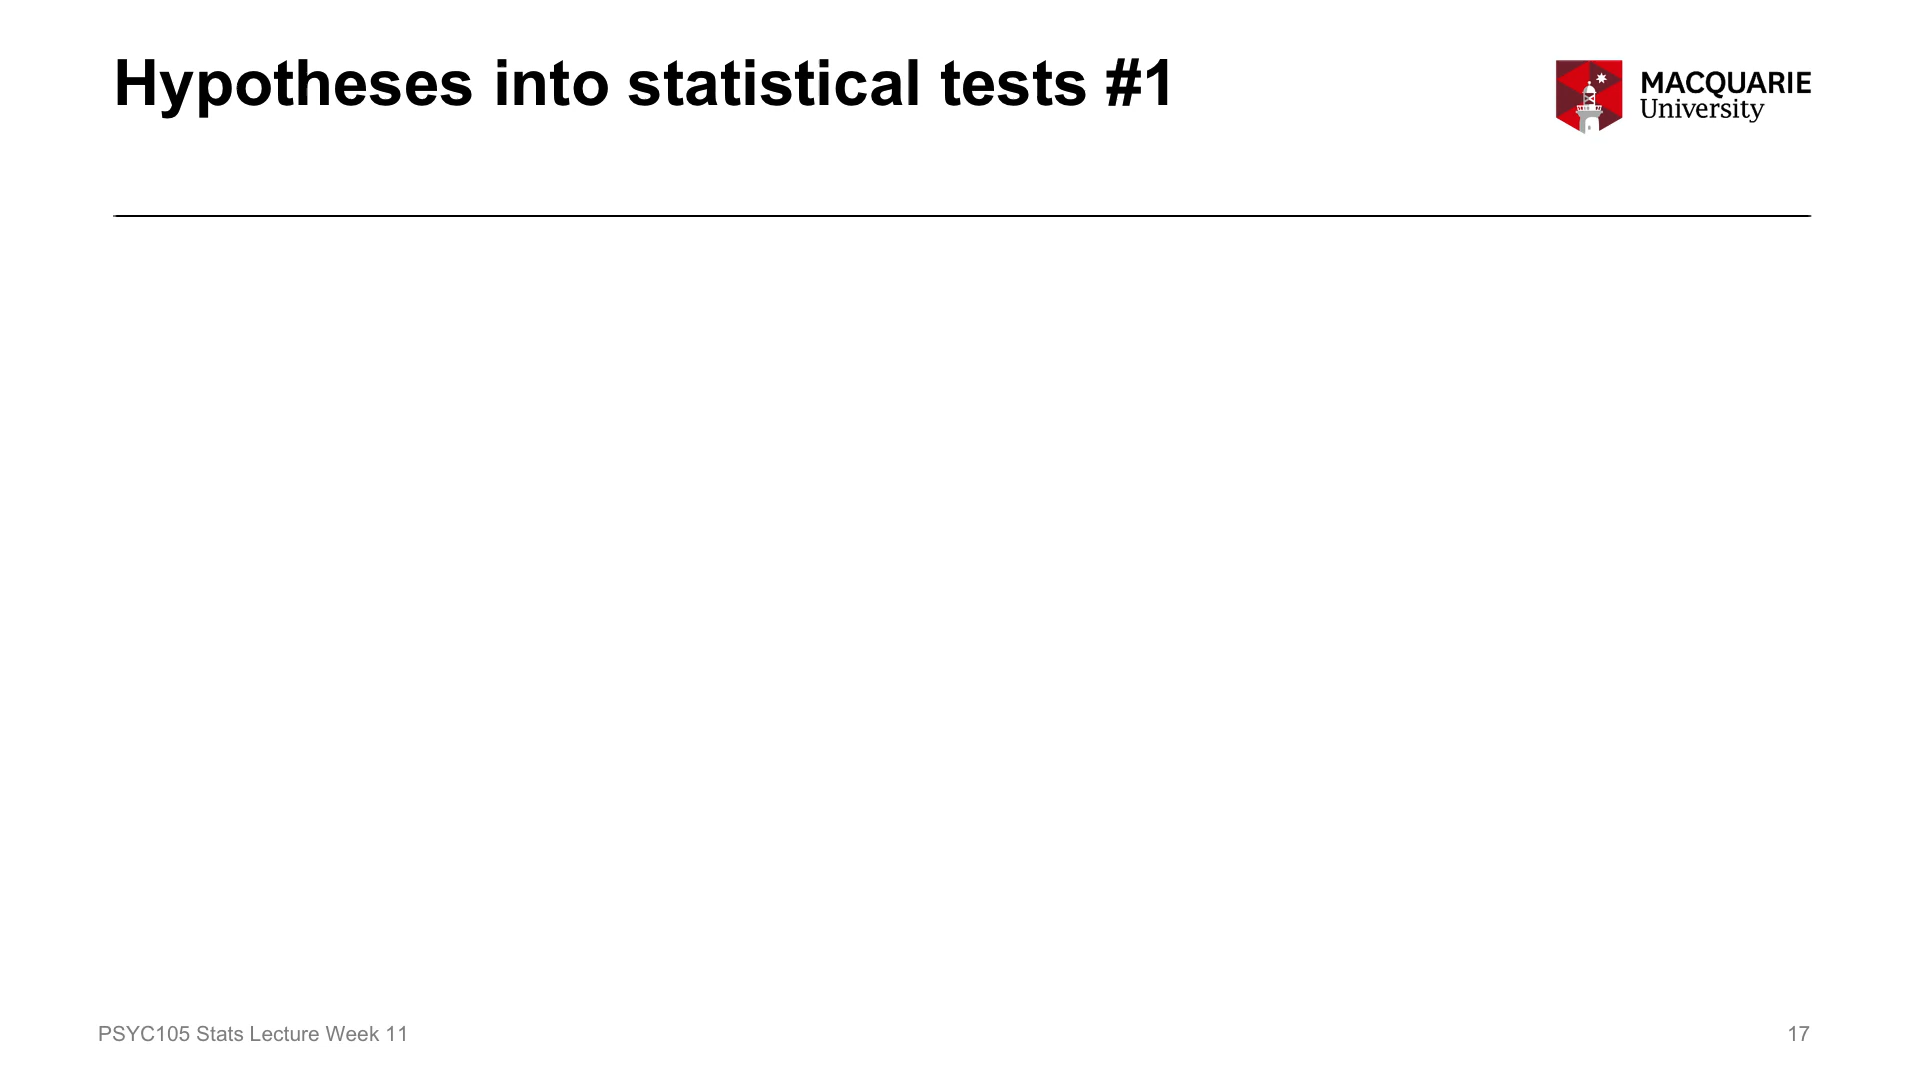 Hypotheses into statistical tests #1
MACQUARIE
University
PSYC105 Stats Lecture Week 11
17